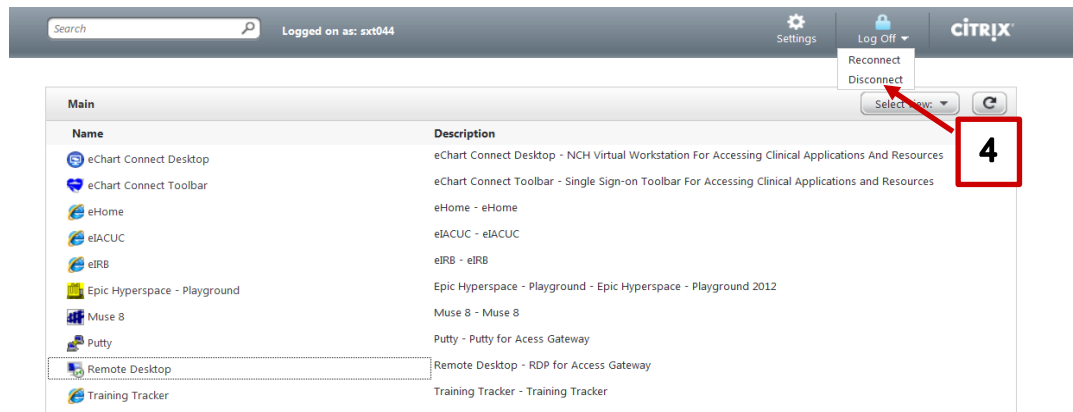 Search
Logged on as: sxt044
Settings
Log Off
CITRIX
Reconnect
Disconnect
Main
Select View:
4
Name Description
eChart Connect Desktop eChart Connect Desktop - NCH Virtual Workstation For Accessing Clinical Applications And Resources
eChart Connect Toolbar eChart Connect Toolbar - Single Sign-on Toolbar For Accessing Clinical Applications and Resources
eHome eHome - eHome
eIACUC eIACUC - eIACUC
eIRB eIRB - eIRB
Epic Hyperspace - Playground Epic Hyperspace - Playground - Epic Hyperspace - Playground 2012
Muse 8 Muse 8 - Muse 8
Putty Putty - Putty for Acess Gateway
Remote Desktop Remote Desktop - RDP for Access Gateway
Training Tracker Training Tracker - Training Tracker